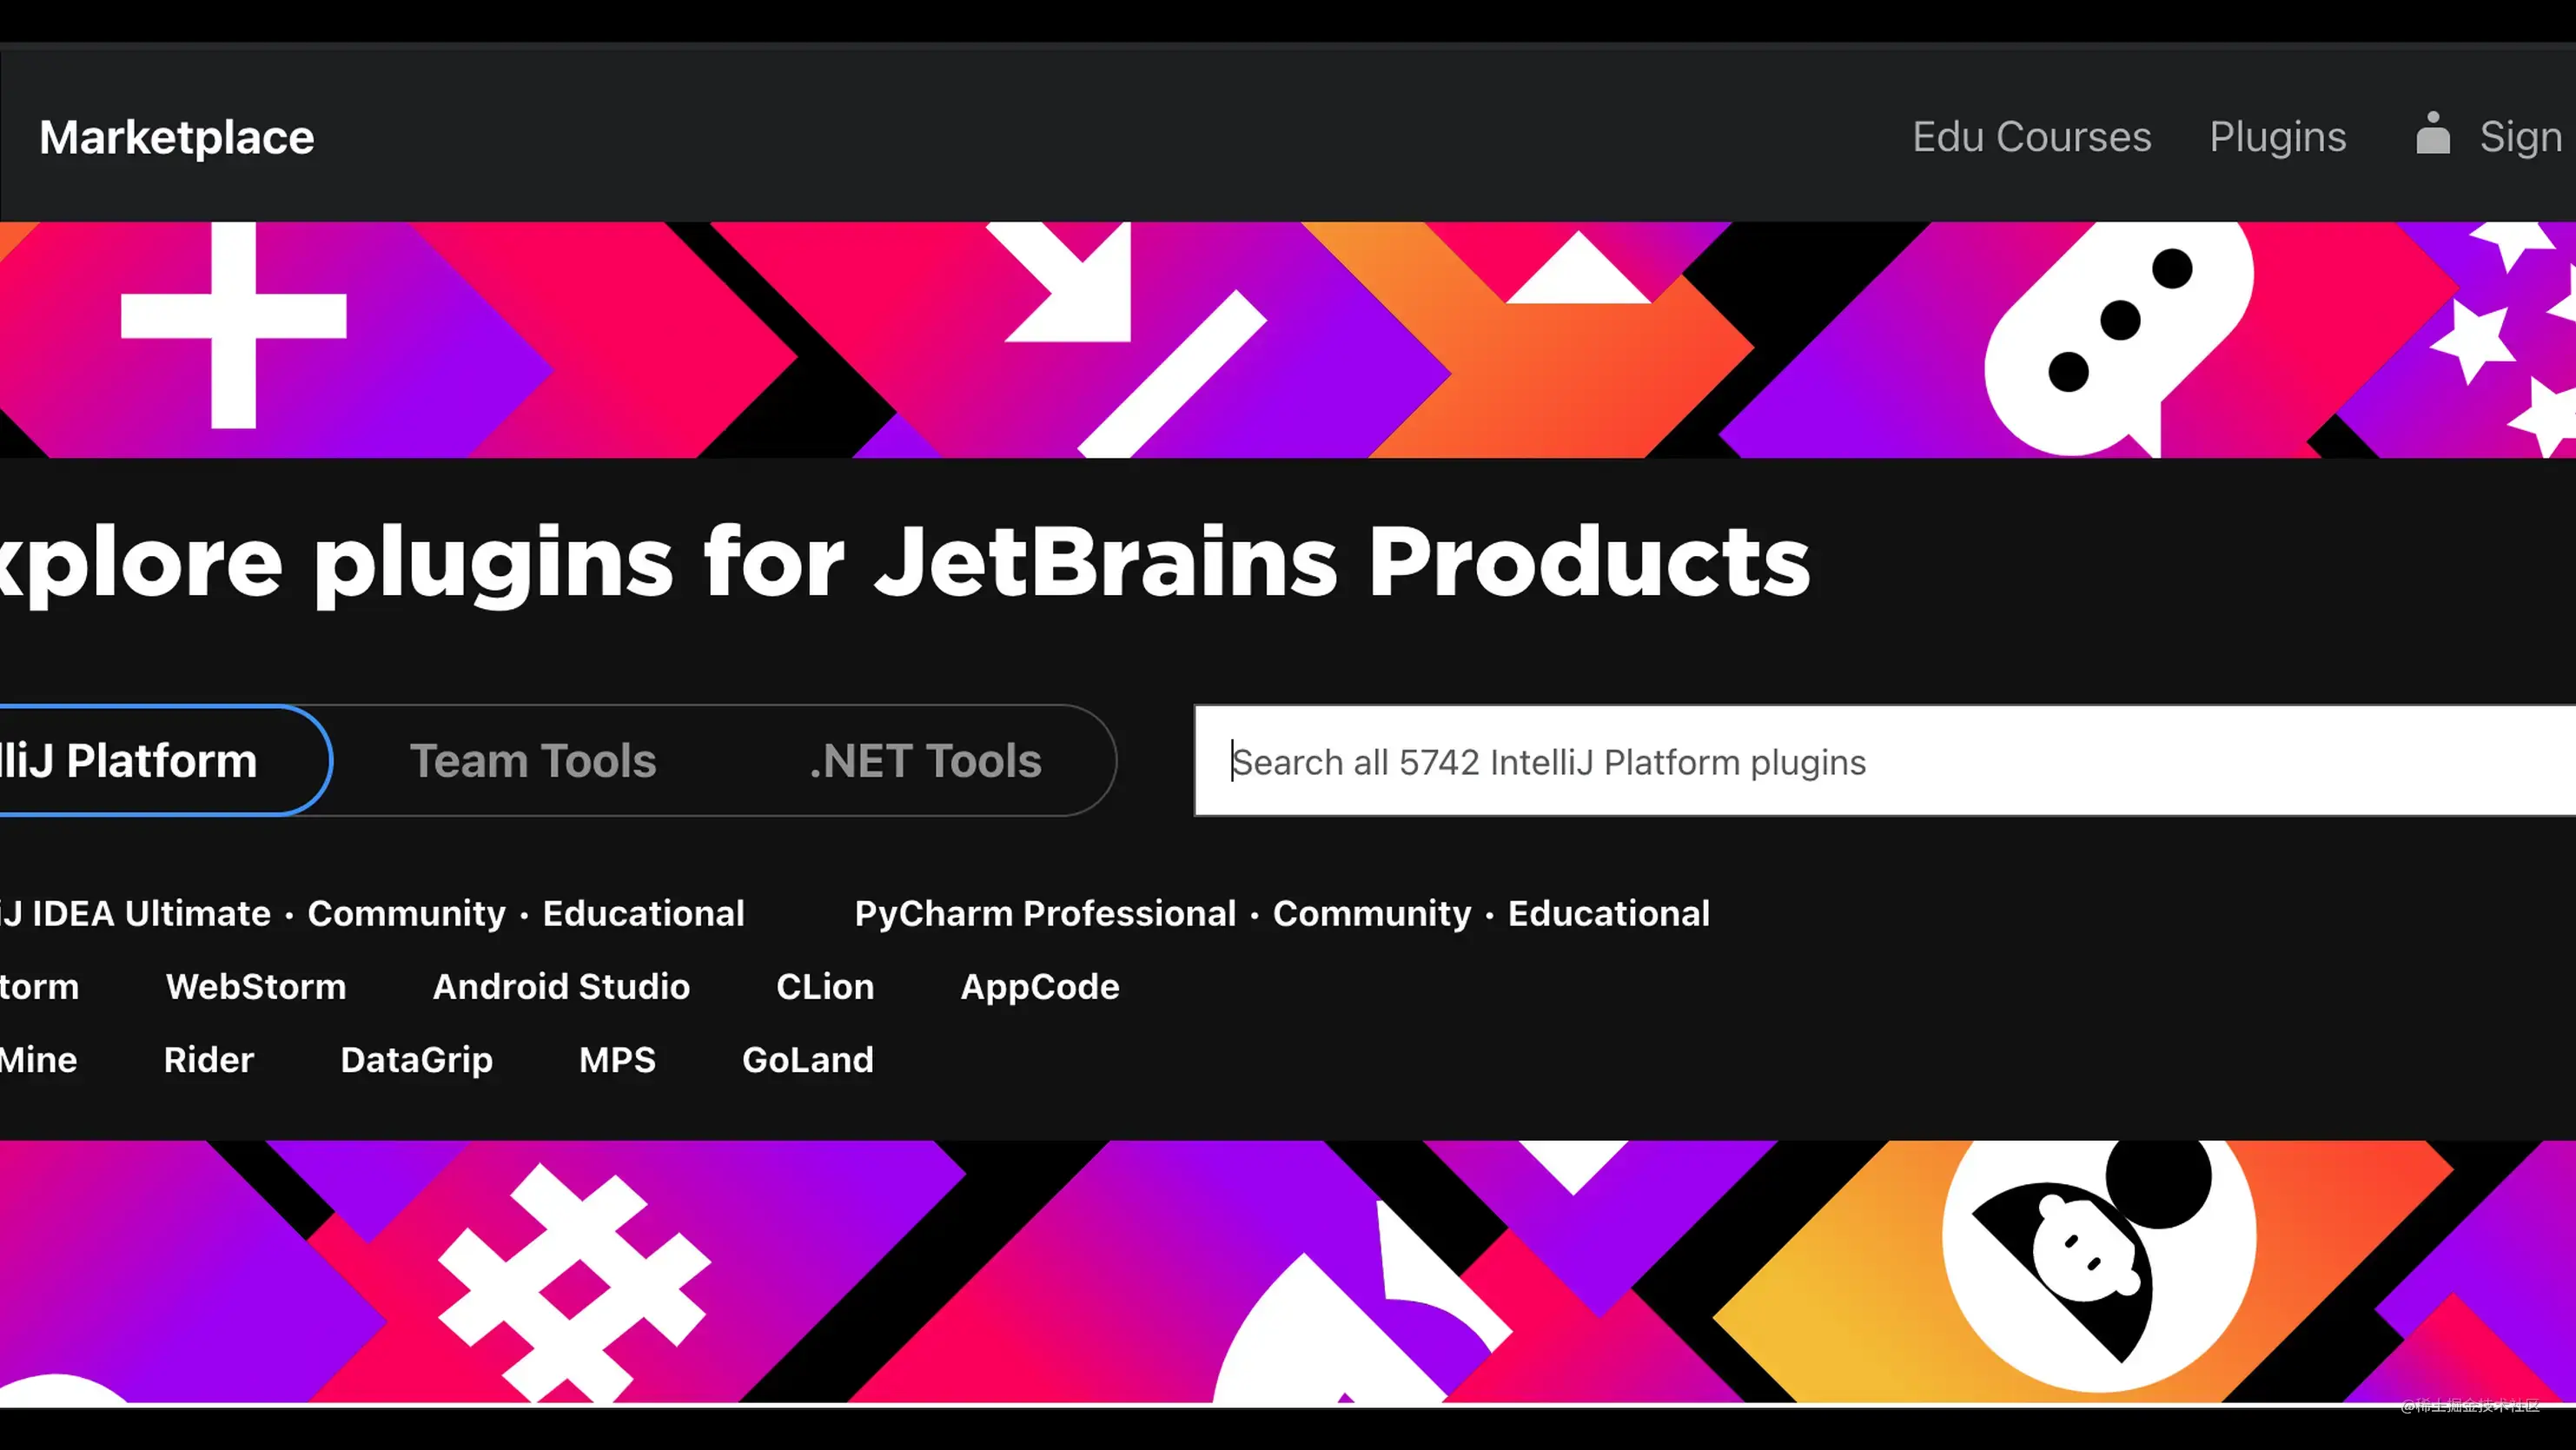 Marketplace
Edu Courses Plugins Sign
xplore plugins for JetBrains Products
lliJ Platform Team Tools .NET Tools
Search all 5742 IntelliJ Platform plugins
iJ IDEA Ultimate • Community • Educational PyCharm Professional • Community • Educational
torm WebStorm Android Studio CLion AppCode
Mine Rider DataGrip MPS GoLand
@稀土掘金技术社区